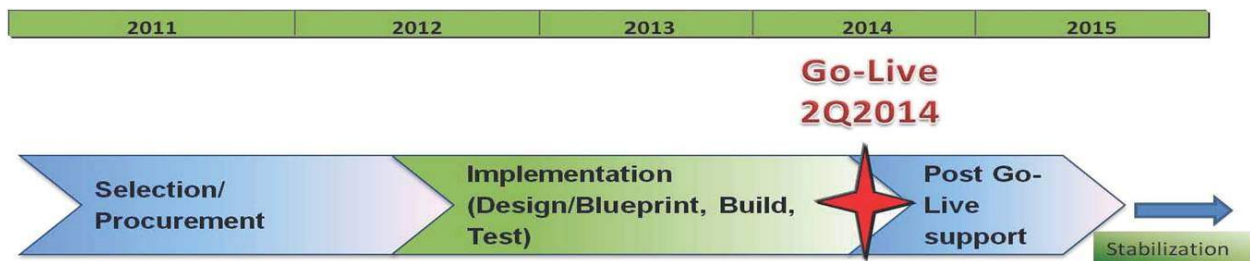 2011 2012 2013 2014 2015
Go-Live
2Q2014
Selection/
Procurement
Implementation
(Design/Blueprint, Build,
Test)
Post Go-
Live
support
Stabilization